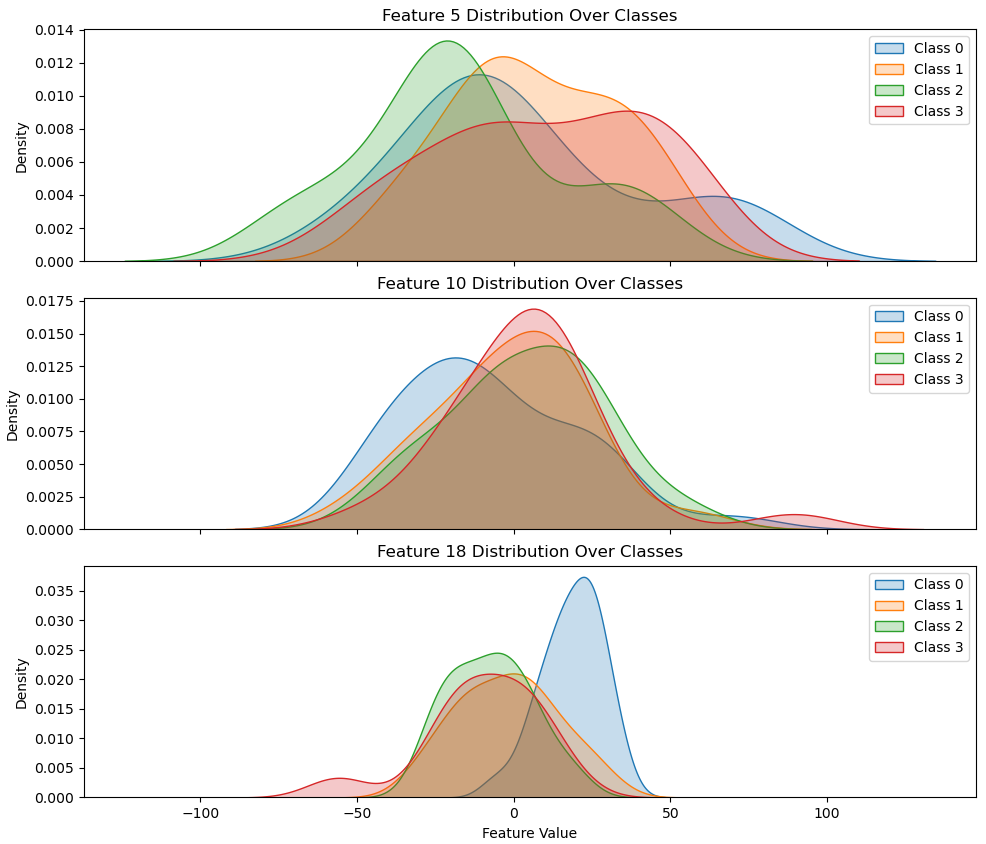 Feature 5 Distribution Over Classes
0.014
0.012
0.010
0.008
0.006
0.004
0.002
0.000
Density
Class 0
Class 1
Class 2
Class 3
Feature 10 Distribution Over Classes
0.0175
0.0150
0.0125
0.0100
0.0075
0.0050
0.0025
0.0000
Density
Class 0
Class 1
Class 2
Class 3
Feature 18 Distribution Over Classes
0.035
0.030
0.025
0.020
0.015
0.010
0.005
0.000
Density
Class 0
Class 1
Class 2
Class 3
−100 −50 0 50 100
Feature Value